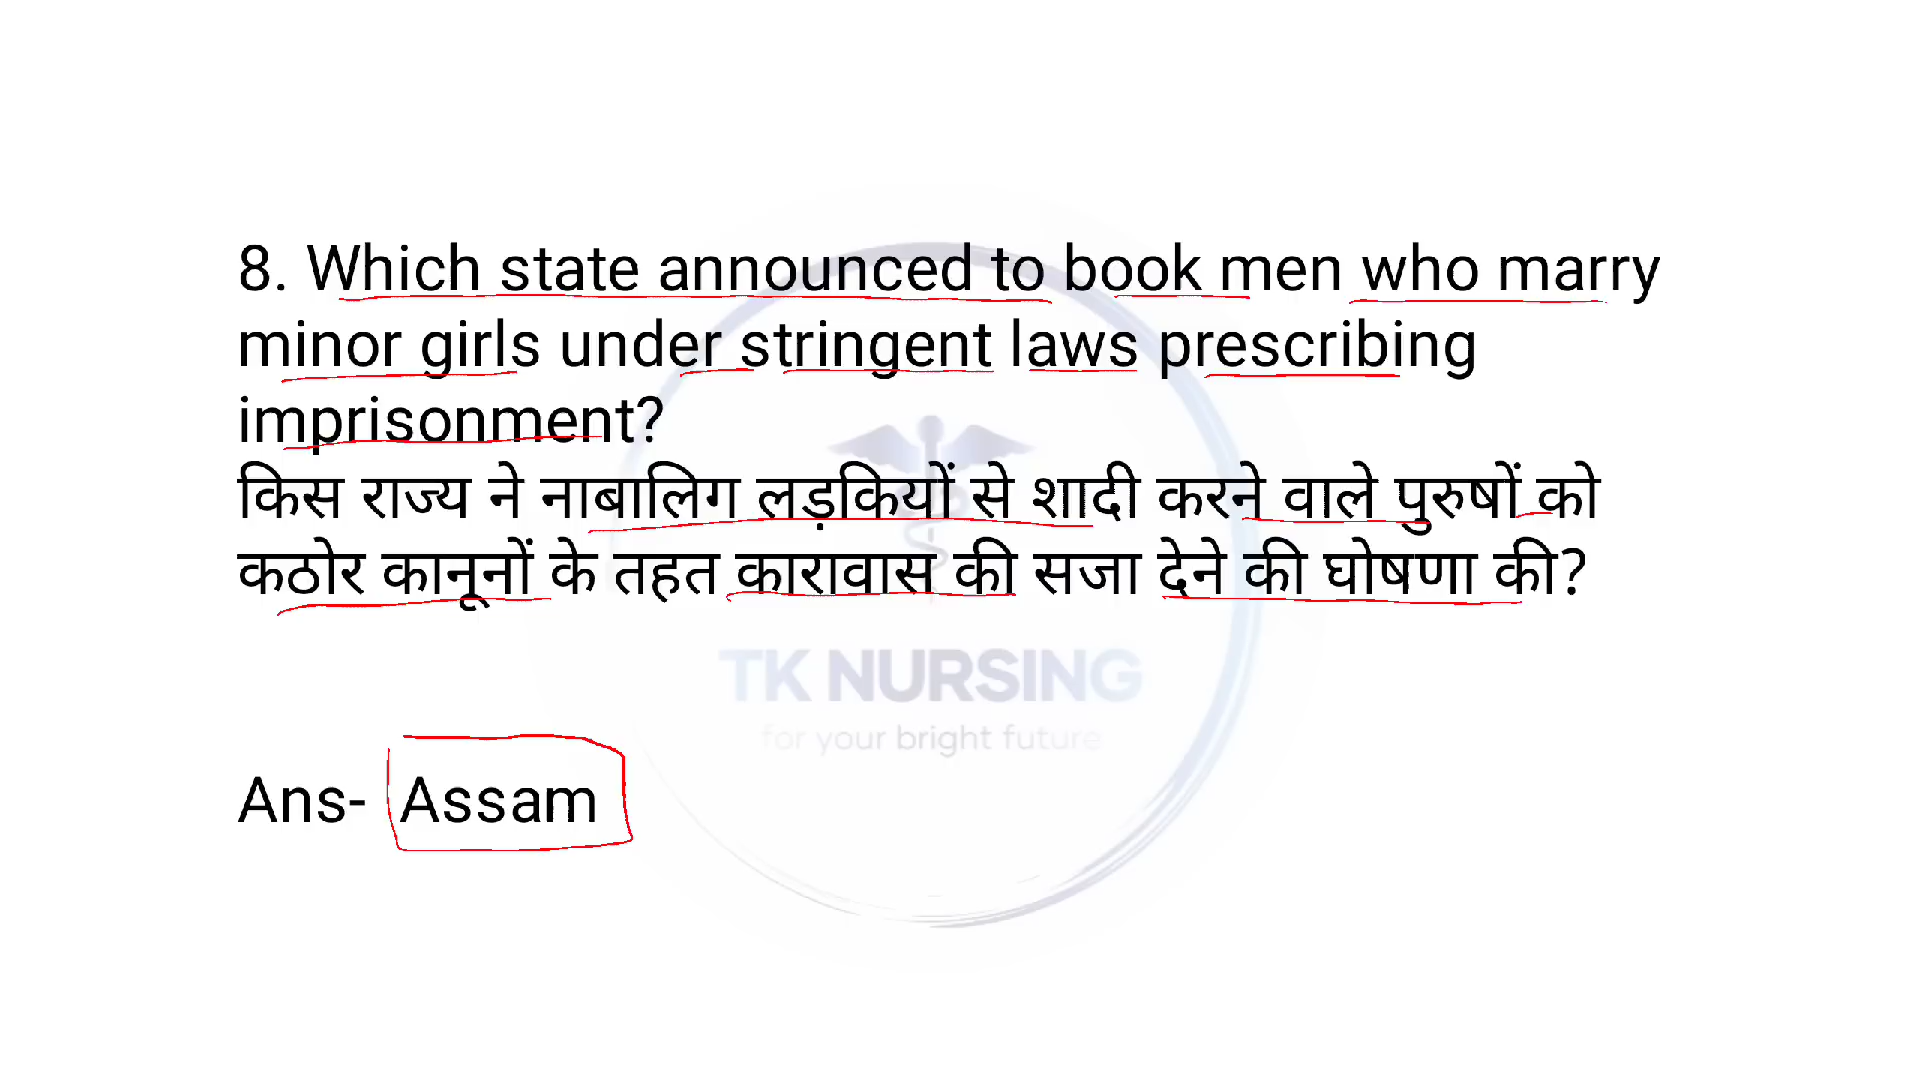 8. Which state announced to book men who marry
minor girls under stringent laws prescribing
imprisonment?
किस राज्य ने नाबालिग लड़कियों से शादी करने वाले पुरुषों को
कठोर कानूनों के तहत कारावास की सजा देने की घोषणा की?
TK NURSING
for your bright future
Ans- Assam